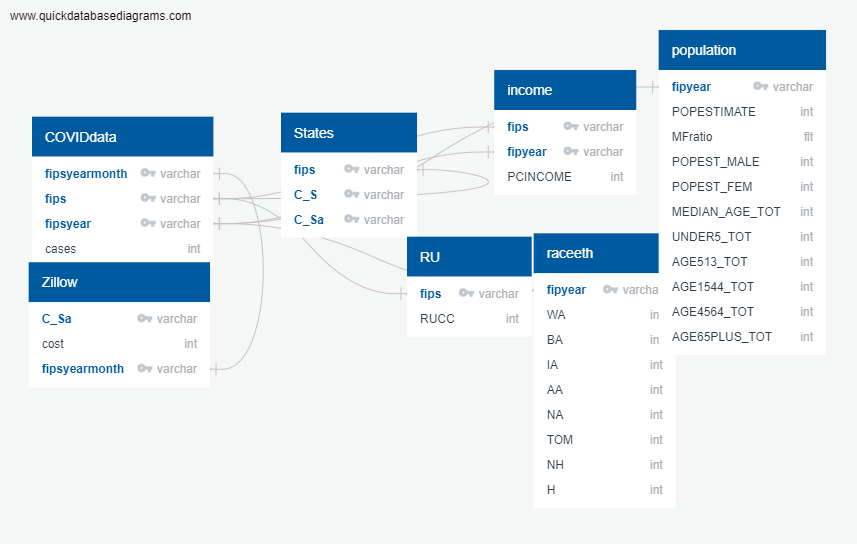 www.quickdatabasediagrams.com
COVIDdata
fipsyearmonth varchar
fips varchar
fipsyear varchar
cases int
Zillow
C_Sa varchar
cost int
fipsyearmonth varchar
States
fips varchar
C_S varchar
C_Sa varchar
RU
fips varchar
RUCC int
income
fips varchar
fipyear varchar
PCINCOME int
raceeth
fipyear varcha
WA in
BA in
IA in
AA int
NA int
TOM int
NH int
H int
population
fipyear varchar
POPESTIMATE int
MFratio flt
POPEST_MALE int
POPEST_FEM int
MEDIAN_AGE_TOT int
UNDER5_TOT int
AGE513_TOT int
AGE1544_TOT int
AGE4564_TOT int
AGE65PLUS_TOT int